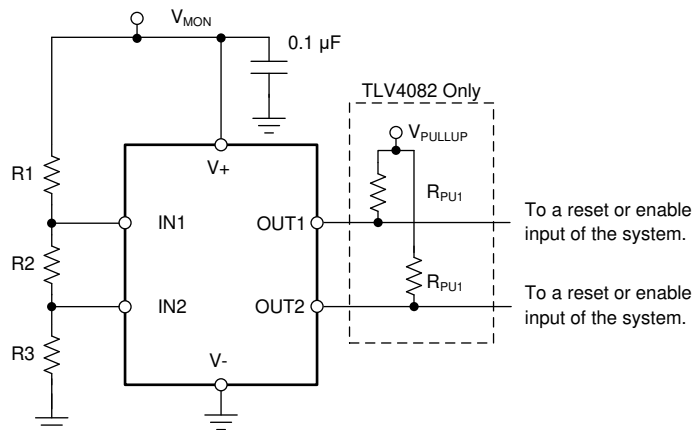 V_MON
0.1 µF
TLV4082 Only
V_PULLUP
V+
R1
R_PU1
IN1
OUT1
To a reset or enable
input of the system.
R2
R_PU1
IN2
OUT2
To a reset or enable
input of the system.
R3
V-